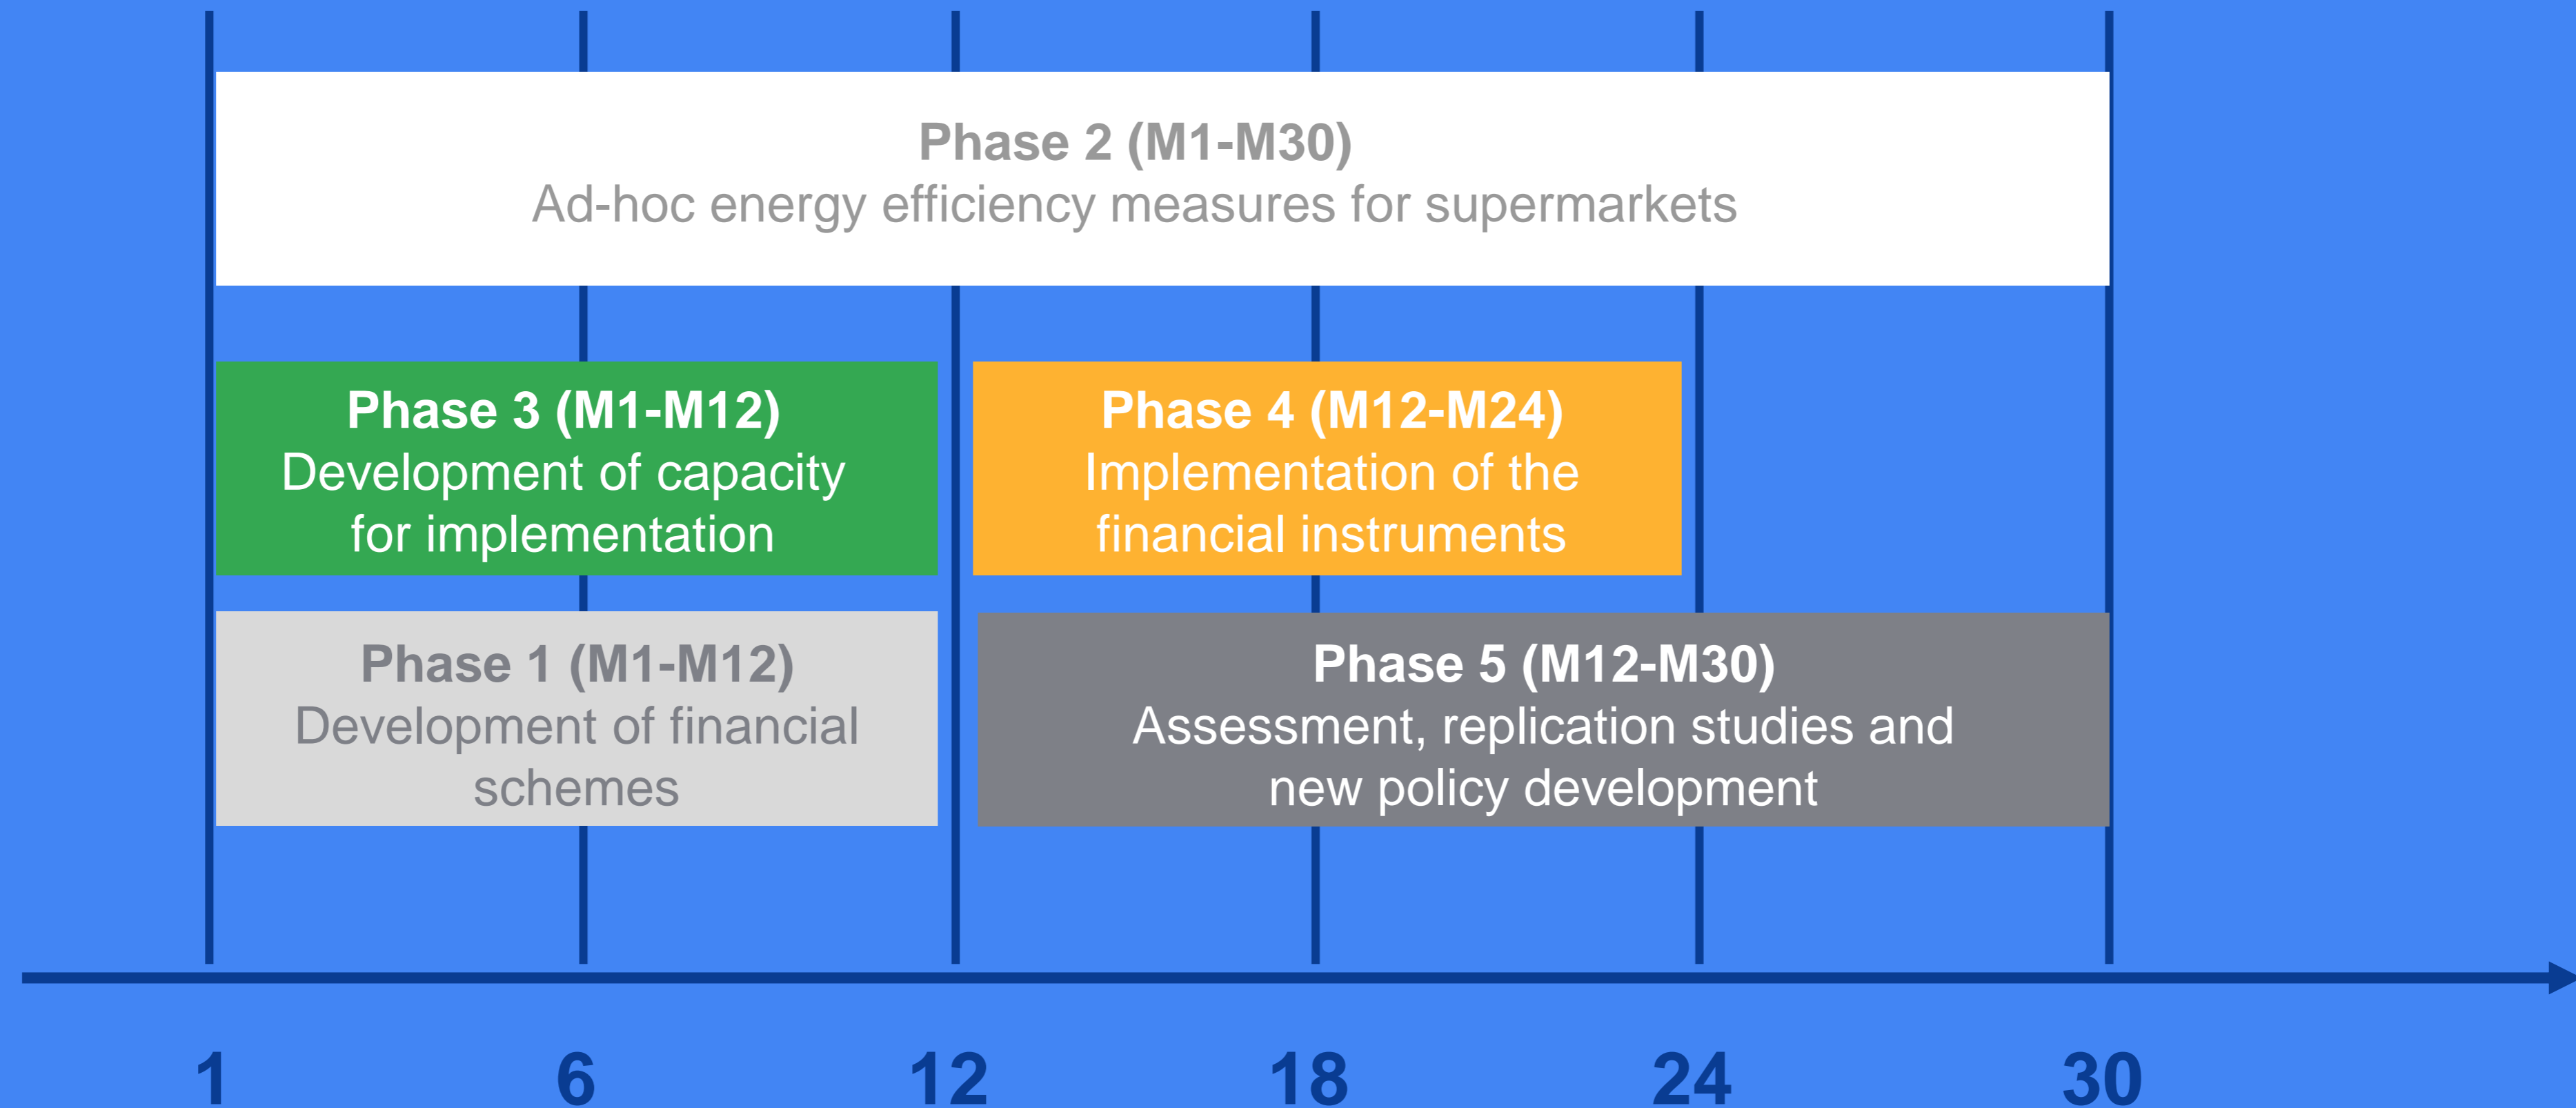 Phase 2 (M1-M30)
Ad-hoc energy efficiency measures for supermarkets
Phase 3 (M1-M12)
Development of capacity
for implementation
Phase 4 (M12-M24)
Implementation of the
financial instruments
Phase 1 (M1-M12)
Development of financial
schemes
Phase 5 (M12-M30)
Assessment, replication studies and
new policy development
1 6 12 18 24 30